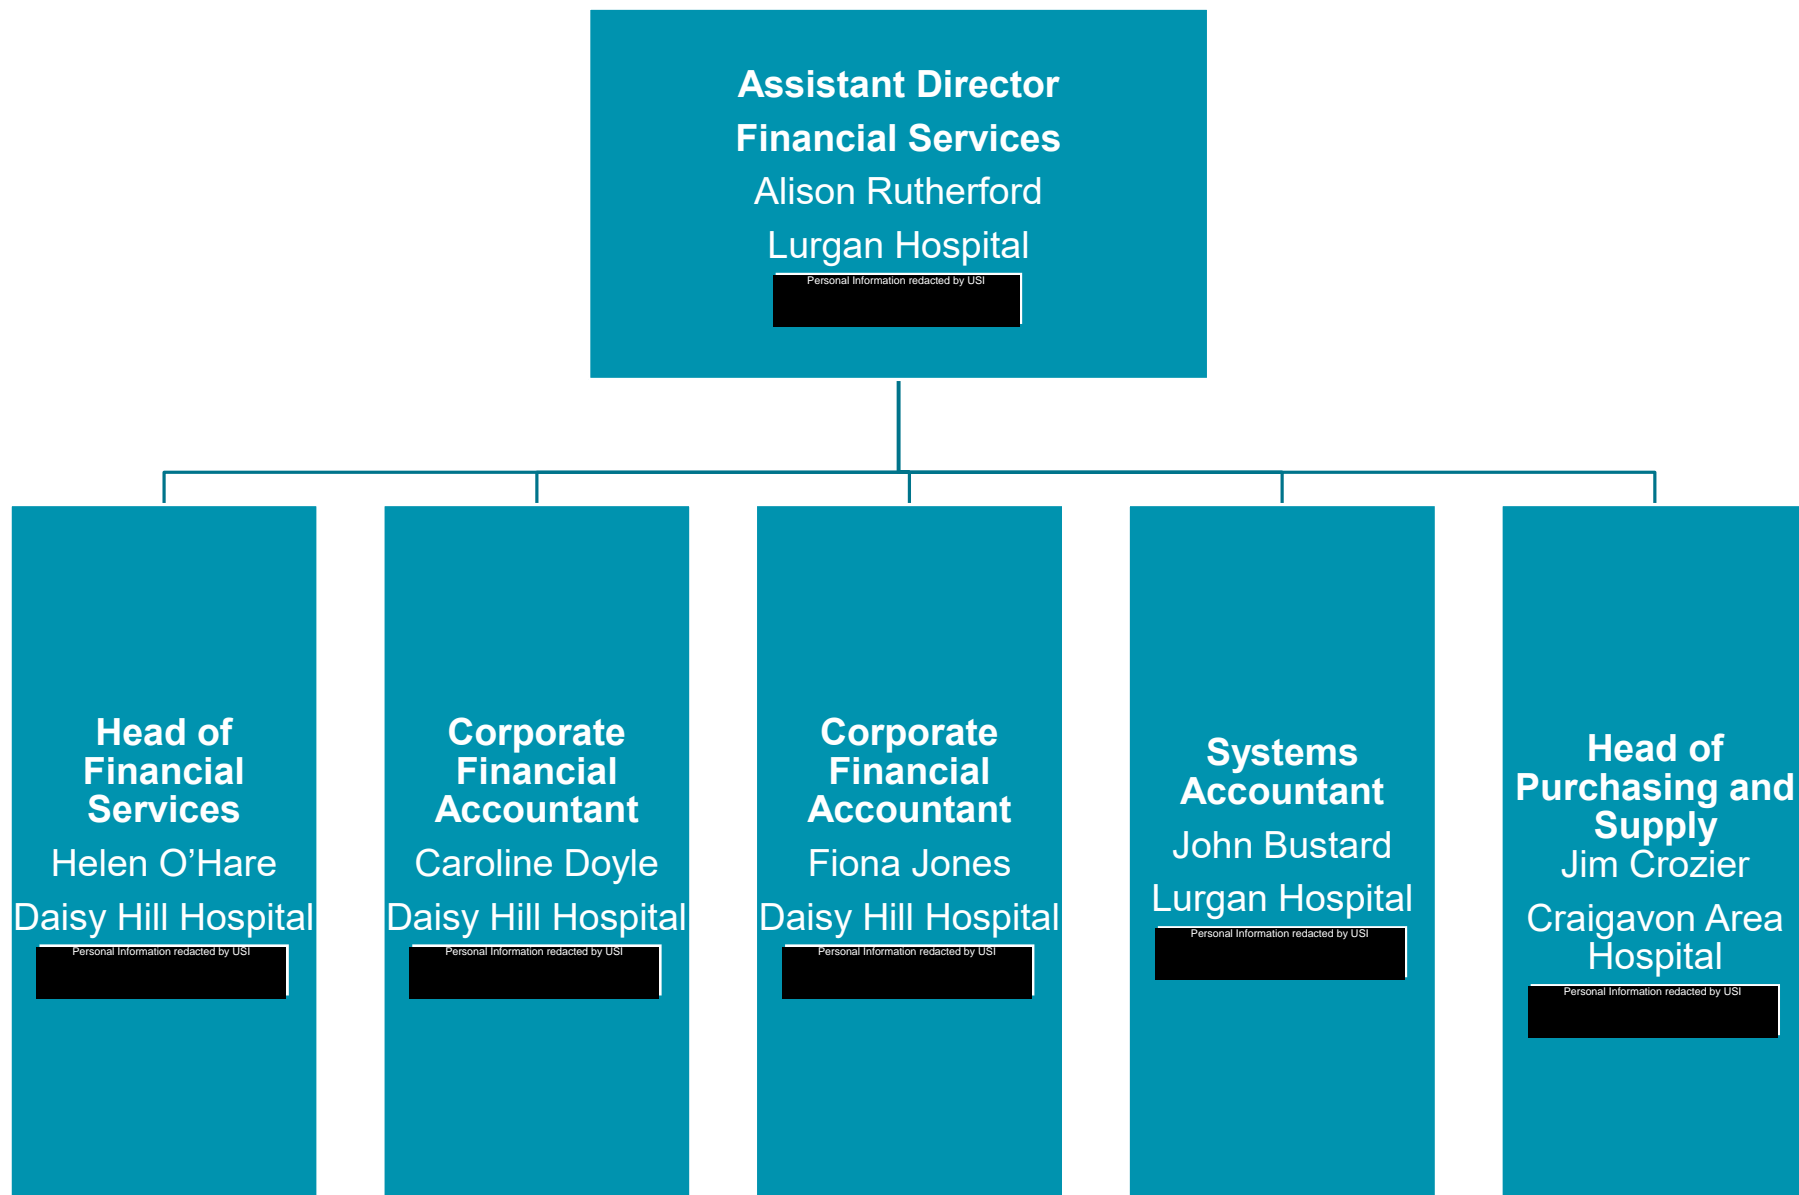 Assistant Director
Financial Services
Alison Rutherford
Lurgan Hospital
Personal Information redacted by USI
Head of
Financial
Services
Helen O’Hare
Daisy Hill Hospital
Personal Information redacted by USI
Corporate
Financial
Accountant
Caroline Doyle
Daisy Hill Hospital
Personal Information redacted by USI
Corporate
Financial
Accountant
Fiona Jones
Daisy Hill Hospital
Personal Information redacted by USI
Systems
Accountant
John Bustard
Lurgan Hospital
Personal Information redacted by USI
Head of
Purchasing and
Supply
Jim Crozier
Craigavon Area
Hospital
Personal Information redacted by USI